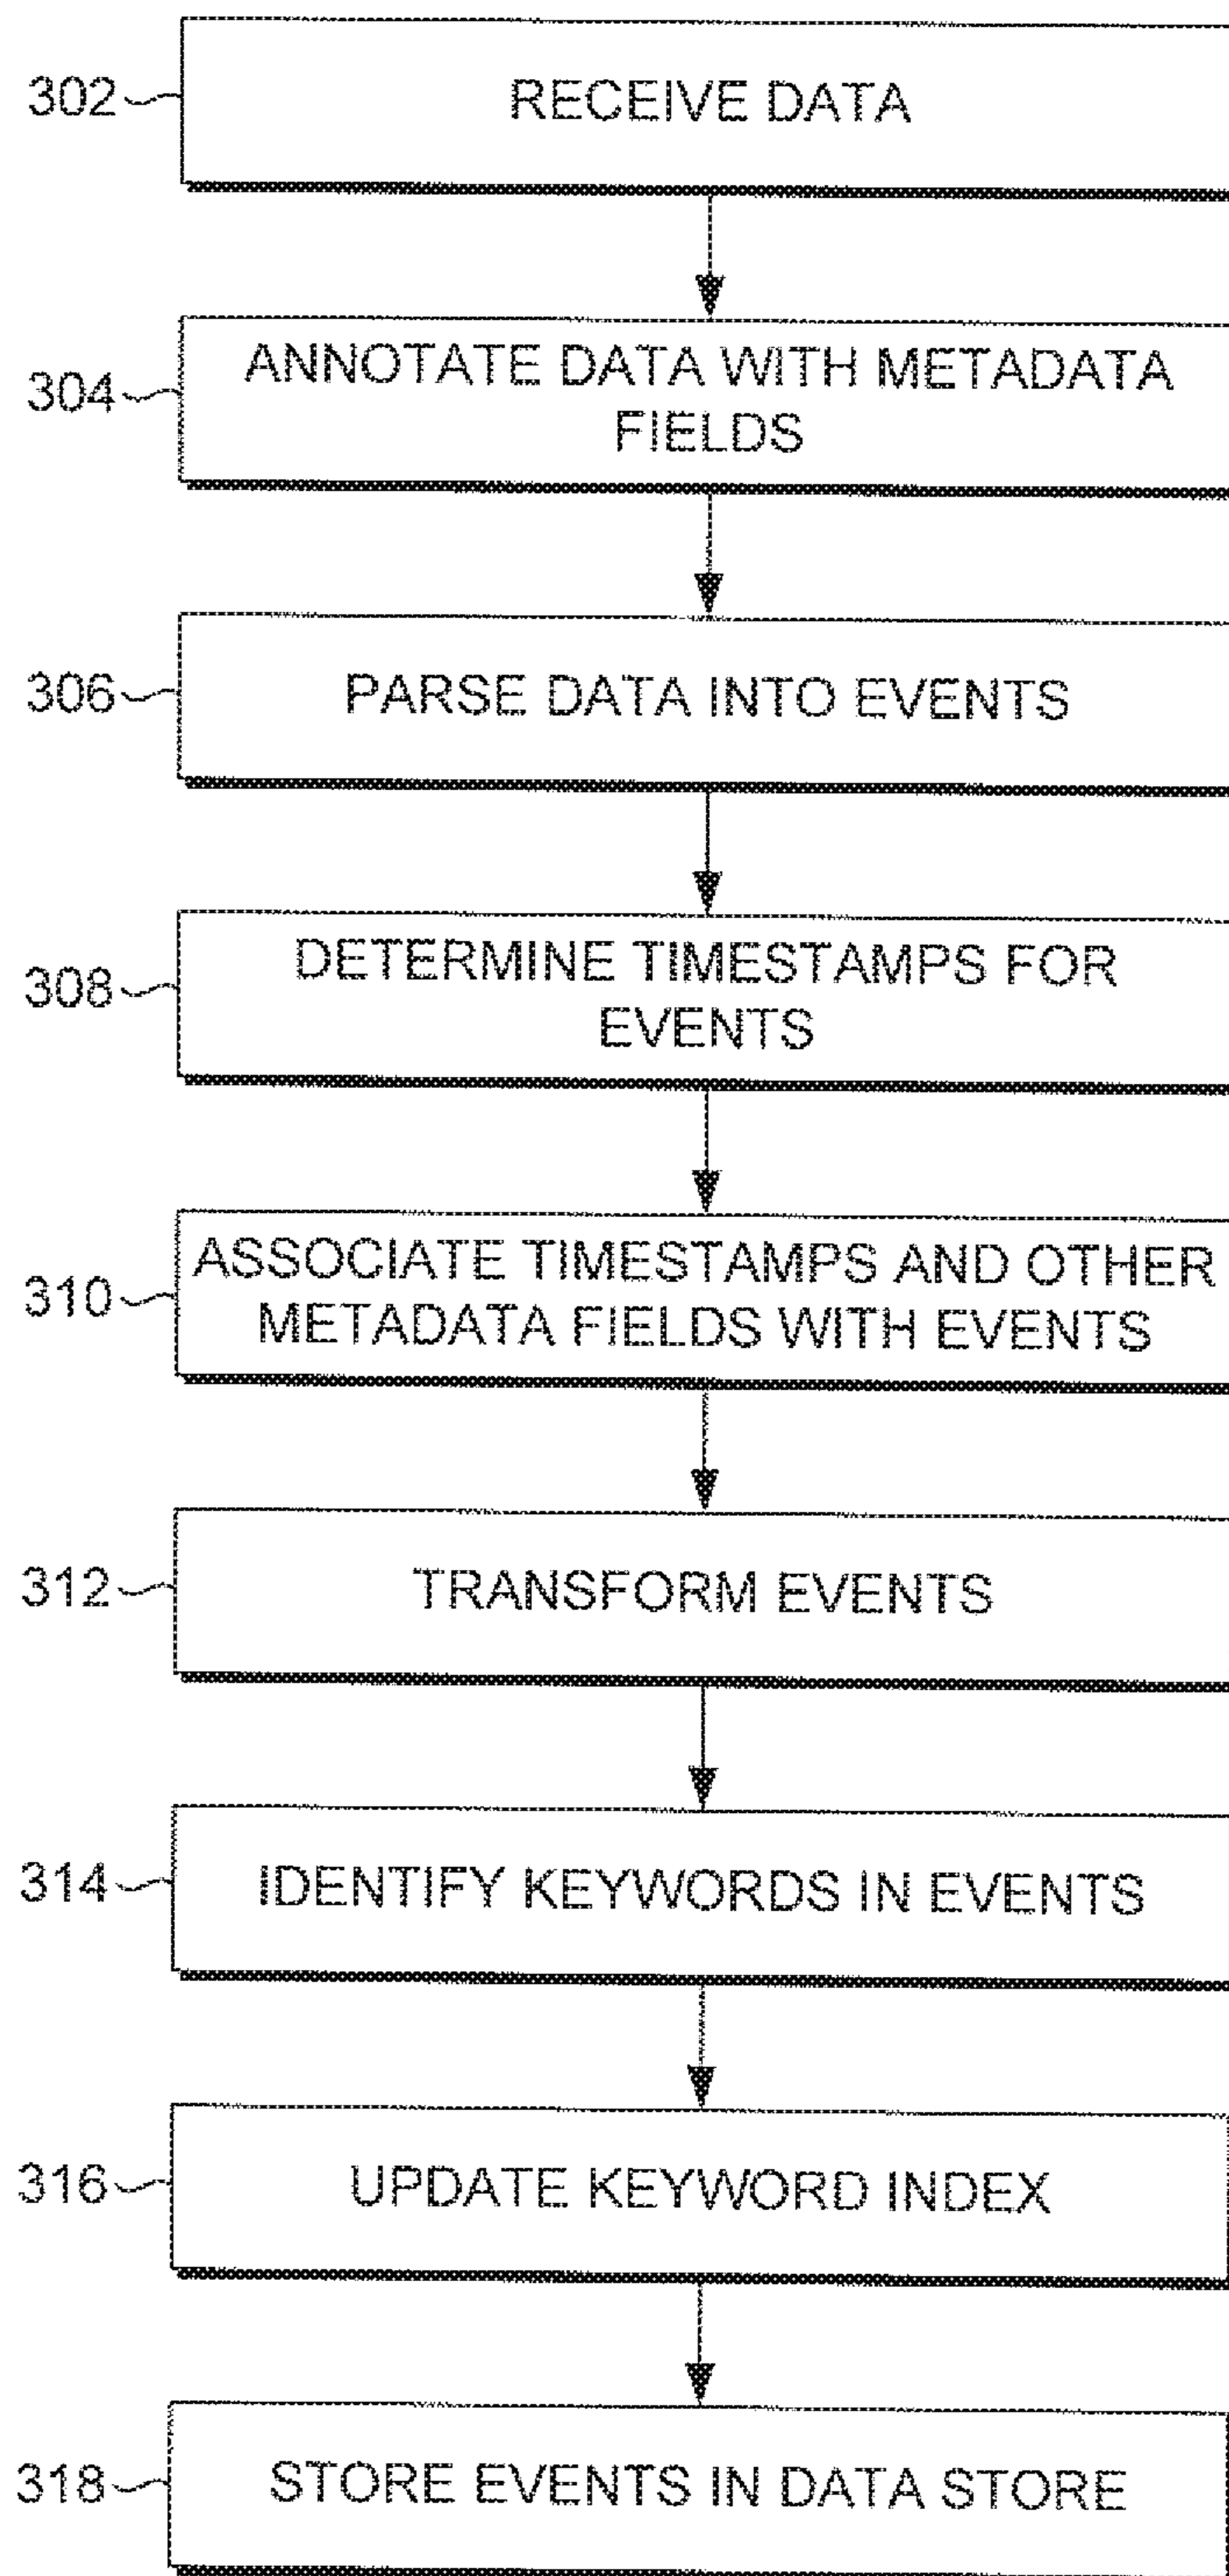 302
RECEIVE DATA
304
ANNOTATE DATA WITH METADATA
FIELDS
306
PARSE DATA INTO EVENTS
308
DETERMINE TIMESTAMPS FOR
EVENTS
310
ASSOCIATE TIMESTAMPS AND OTHER
METADATA FIELDS WITH EVENTS
312
TRANSFORM EVENTS
314
IDENTIFY KEYWORDS IN EVENTS
316
UPDATE KEYWORD INDEX
318
STORE EVENTS IN DATA STORE